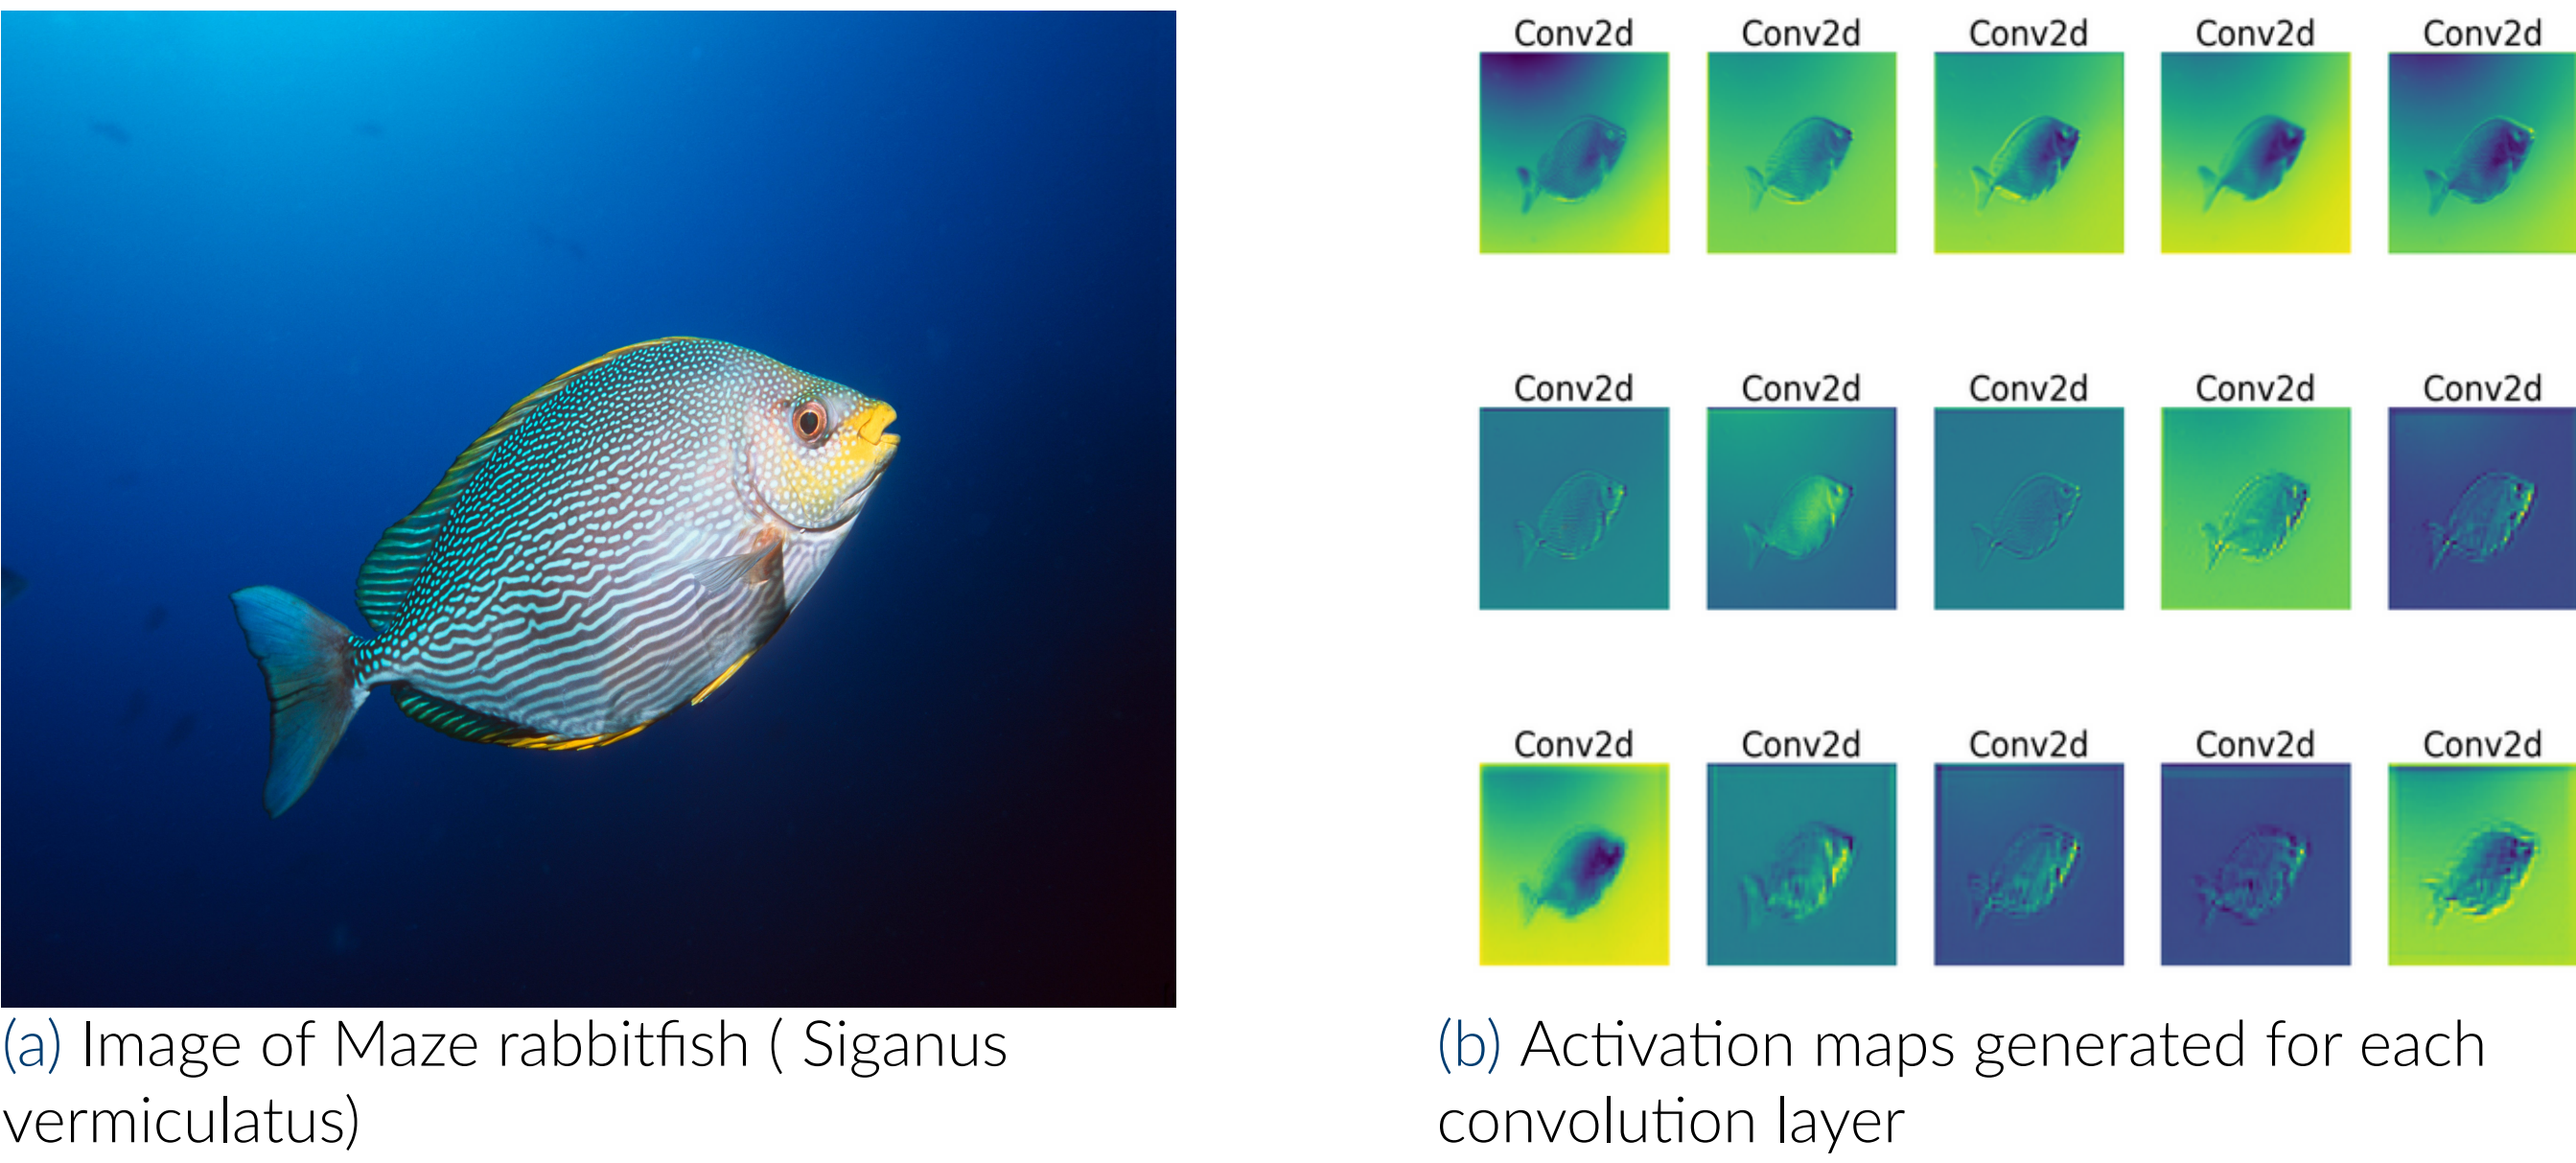 Conv2d Conv2d Conv2d Conv2d Conv2d
Conv2d Conv2d Conv2d Conv2d Conv2d
Conv2d Conv2d Conv2d Conv2d Conv2d
(a) Image of Maze rabbitfish ( Siganus
vermiculatus)
(b) Activation maps generated for each
convolution layer